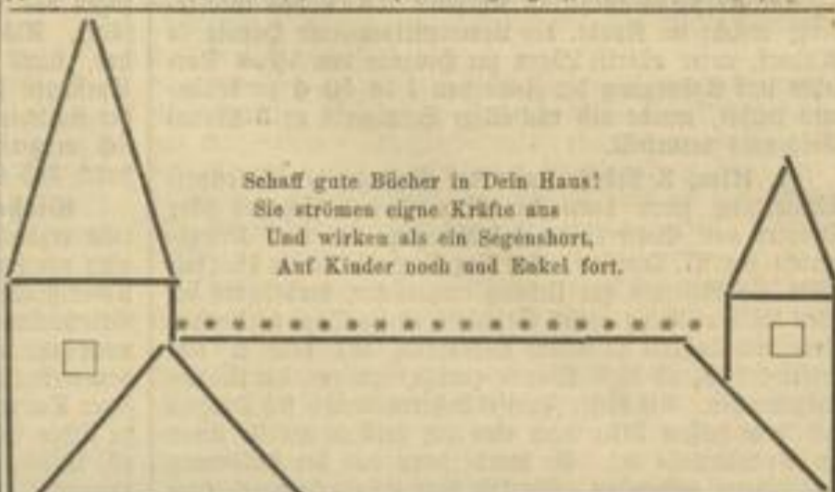 Schaff gute Bücher in Dein Haus!
Sie strömen eigne Kräfte aus
Und wirken als ein Segenshort,
Auf Kinder noch und Enkel fort.